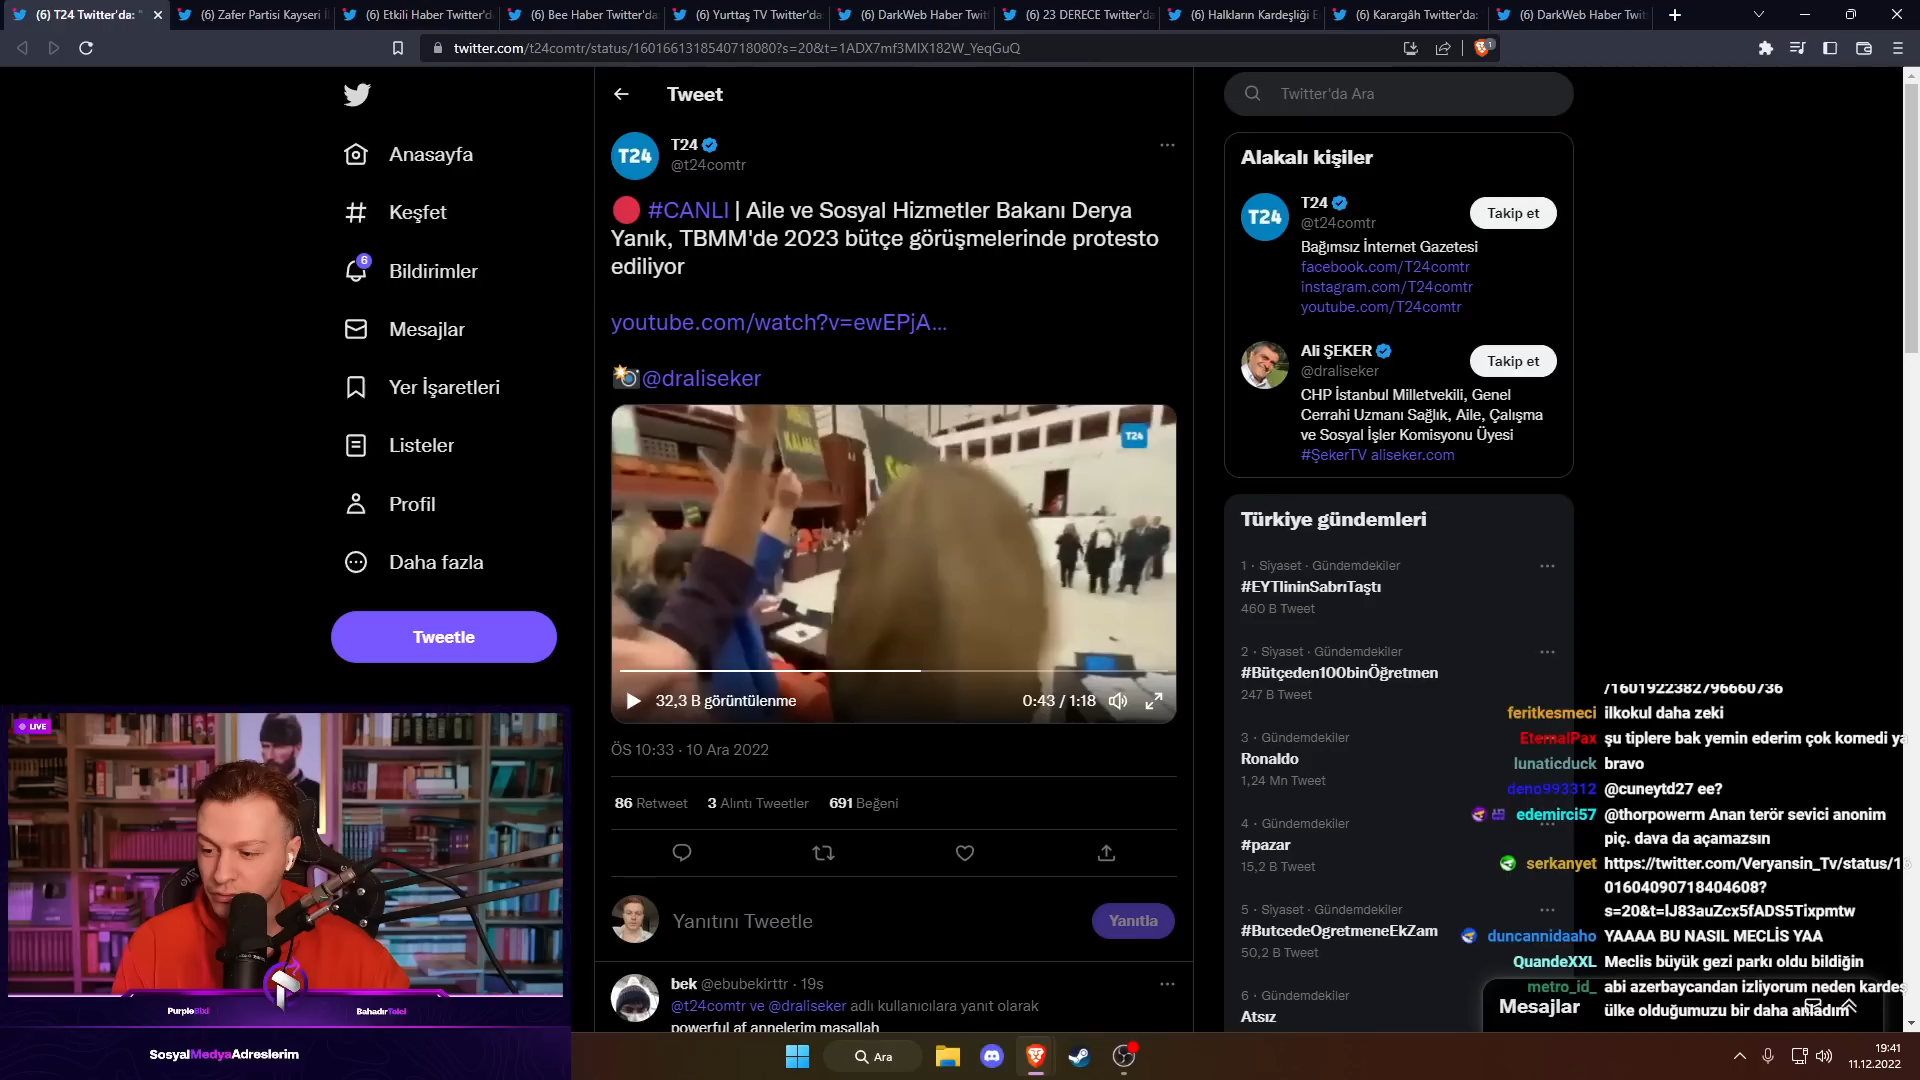 (6) T24 Twitter'da: "
(6) Zafer Partisi Kayseri İ
(6) Etkili Haber Twitter'd
(6) Bee Haber Twitter'da
(6) Yurttaş TV Twitter'da:
(6) DarkWeb Haber Twit
(6) 23 DERECE Twitter'da
(6) Halkların Kardeşliği E
(6) Karargâh Twitter'da:
(6) DarkWeb Haber Twit
twitter.com/t24comtr/status/1601661318540718080?s=20&t=1ADX7mf3MIX182W_YeqGuQ
1
Anasayfa
Keşfet
6
Bildirimler
Mesajlar
Yer İşaretleri
Listeler
Profil
Daha fazla
Tweetle
Tweet
T24
T24
@t24comtr
#CANLI | Aile ve Sosyal Hizmetler Bakanı Derya
Yanık, TBMM'de 2023 bütçe görüşmelerinde protesto
ediliyor
youtube.com/watch?v=ewEPjA...
@draliseker
T24
32,3 B görüntülenme
0:43 / 1:18
ÖS 10:33 · 10 Ara 2022
86 Retweet 3 Alıntı Tweetler 691 Beğeni
Yanıtını Tweetle
Yanıtla
bek @ebubekirttr · 19s
@t24comtr ve @draliseker adlı kullanıcılara yanıt olarak
powerful af annelerim maşallah
Twitter'da Ara
Alakalı kişiler
T24
T24
@t24comtr
Takip et
Bağımsız İnternet Gazetesi
facebook.com/T24comtr
instagram.com/T24comtr
youtube.com/T24comtr
Ali ŞEKER
@draliseker
Takip et
CHP İstanbul Milletvekili, Genel
Cerrahi Uzmanı Sağlık, Aile, Çalışma
ve Sosyal İşler Komisyonu Üyesi
#ŞekerTV aliseker.com
Türkiye gündemleri
1 · Siyaset · Gündemdekiler
#EYTlininSabrıTaştı
460 B Tweet
2 · Siyaset · Gündemdekiler
#Bütçeden100binÖğretmen
247 B Tweet
3 · Gündemdekiler
Ronaldo
1,24 Mn Tweet
4 · Gündemdekiler
#pazar
15,2 B Tweet
5 · Siyaset · Gündemdekiler
#ButcedeOgretmeneEkZam
50,2 B Tweet
6 · Gündemdekiler
Atsız
Mesajlar
/1601922382796660736
feritkesmeci ilkokul daha zeki
EternalPax şu tiplere bak yemin ederim çok komedi ya
lunaticduck bravo
deno993312 @cuneytd27 ee?
edemirci57 @thorpowerm Anan terör sevici anonim
piç. dava da açamazsın
serkanyet https://twitter.com/Veryansin_Tv/status/1
01604090718404608?
s=20&t=lJ83auZcx5fADS5Tixpmtw
duncannidaaho YAAAA BU NASIL MECLİS YAA
QuandeXXL Meclis büyük gezi parkı oldu bildiğin
metro_id_ abi azerbaycandan izliyorum neden kardeş
ülke olduğumuzu bir daha anladım
LIVE
PurpleBixi
BahadırTelci
SosyalMedyaAdreslerim
Ara
19:41
11.12.2022